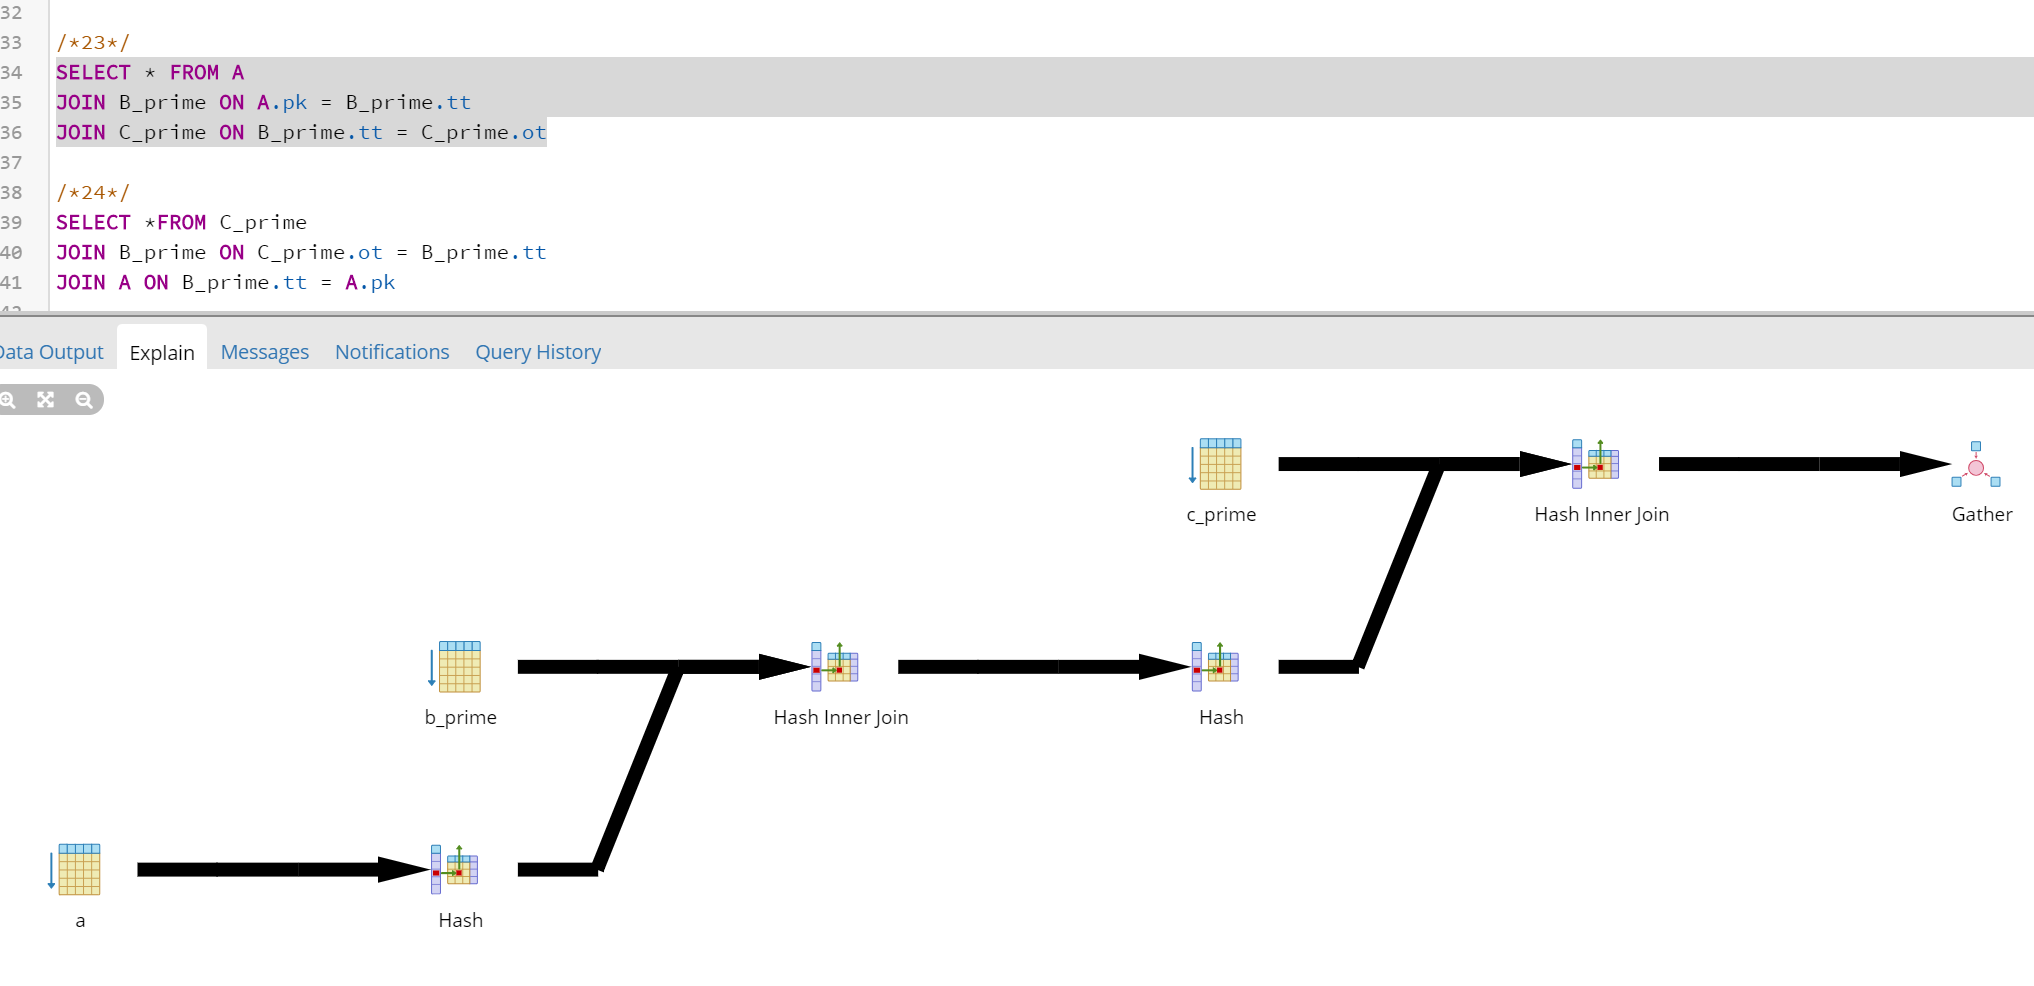 32
33 /*23*/
34 SELECT * FROM A
35 JOIN B_prime ON A.pk = B_prime.tt
36 JOIN C_prime ON B_prime.tt = C_prime.ot
37
38 /*24*/
39 SELECT *FROM C_prime
40 JOIN B_prime ON C_prime.ot = B_prime.tt
41 JOIN A ON B_prime.tt = A.pk
Data Output Explain Messages Notifications Query History
c_prime Hash Inner Join Gather
b_prime Hash Inner Join Hash
a Hash